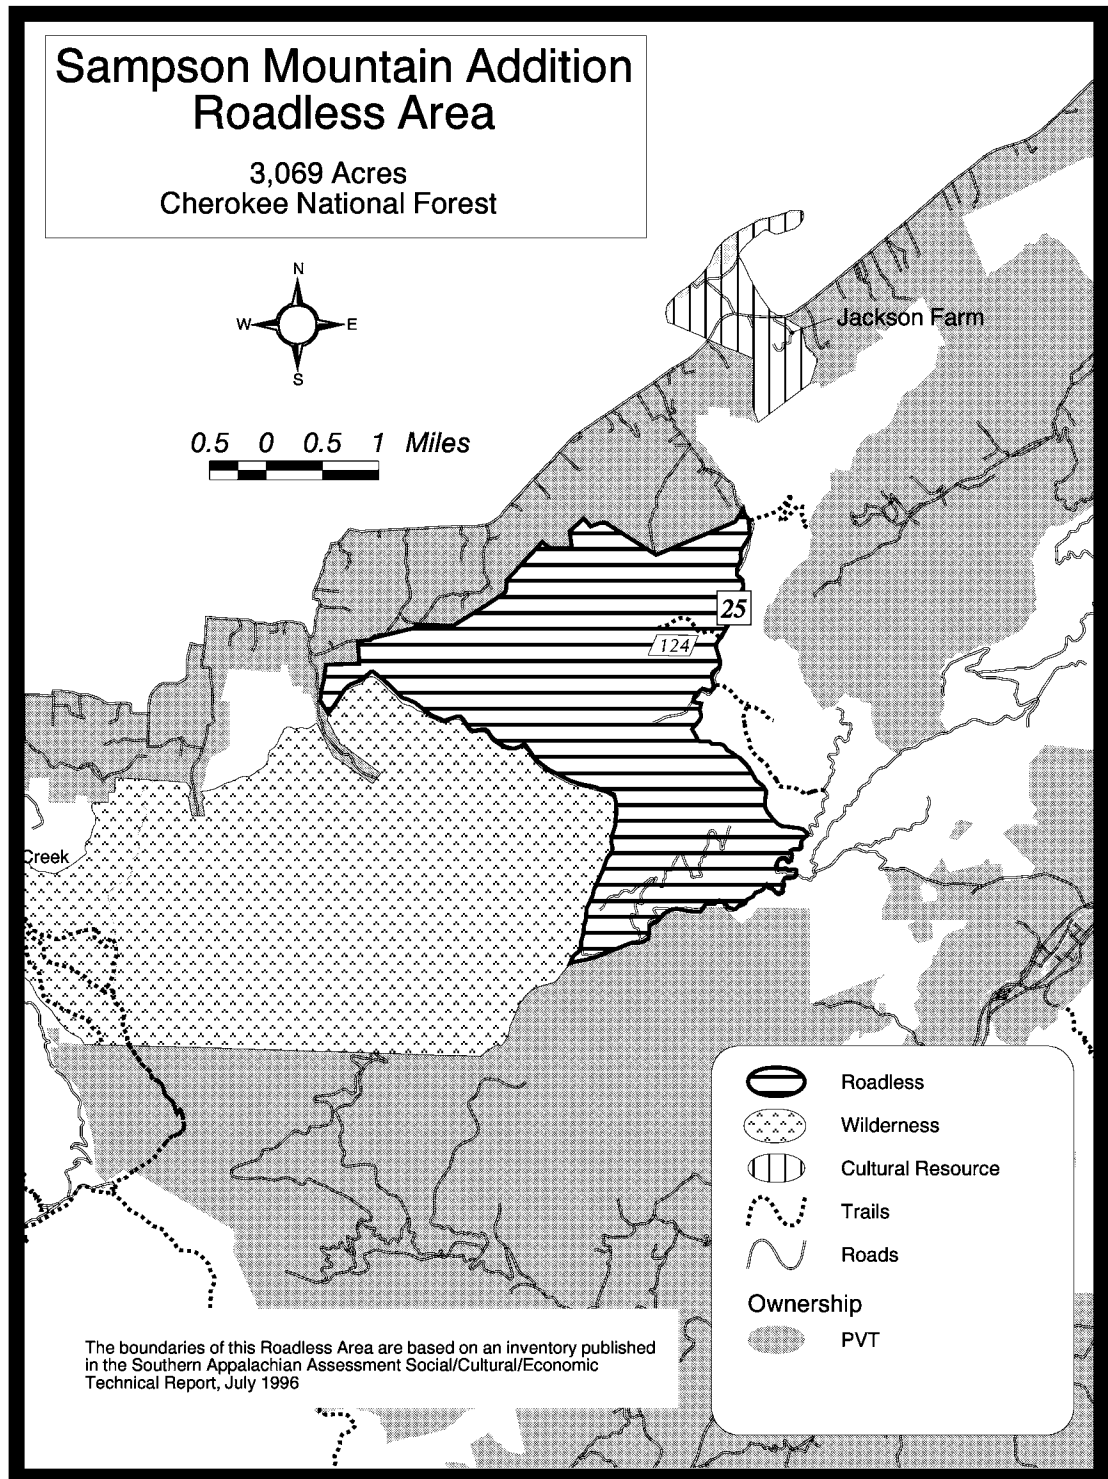 Sampson Mountain Addition
Roadless Area
3,069 Acres
Cherokee National Forest
N
W E
S
0.5 0 0.5 1 Miles
Jackson Farm
25
124
Creek
Roadless
Wilderness
Cultural Resource
Trails
Roads
Ownership
PVT
The boundaries of this Roadless Area are based on an inventory published
in the Southern Appalachian Assessment Social/Cultural/Economic
Technical Report, July 1996